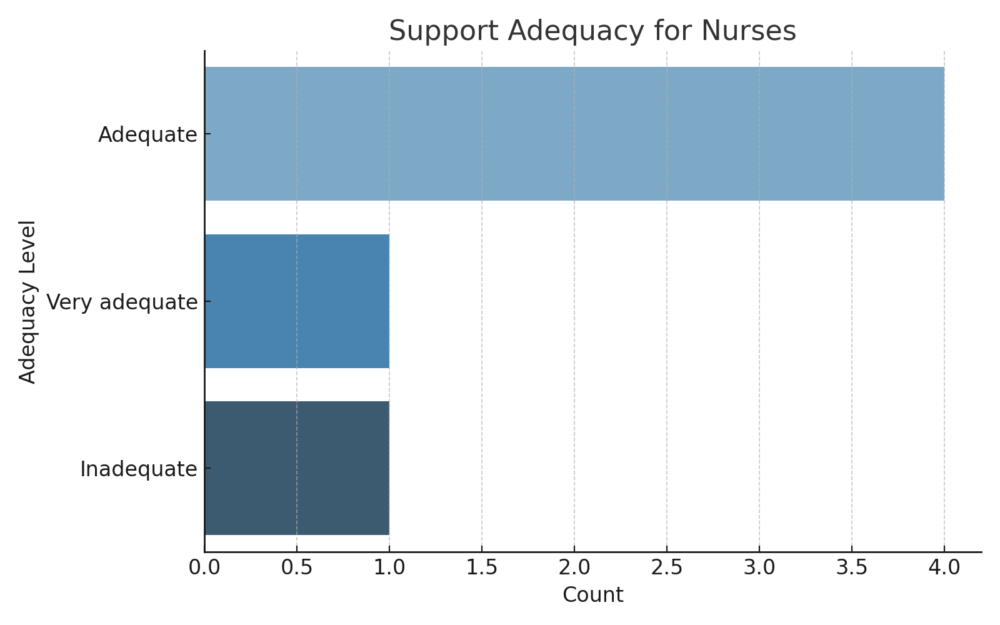 Support Adequacy for Nurses
Adequacy Level
Adequate
Very adequate
Inadequate
0.0 0.5 1.0 1.5 2.0 2.5 3.0 3.5 4.0
Count